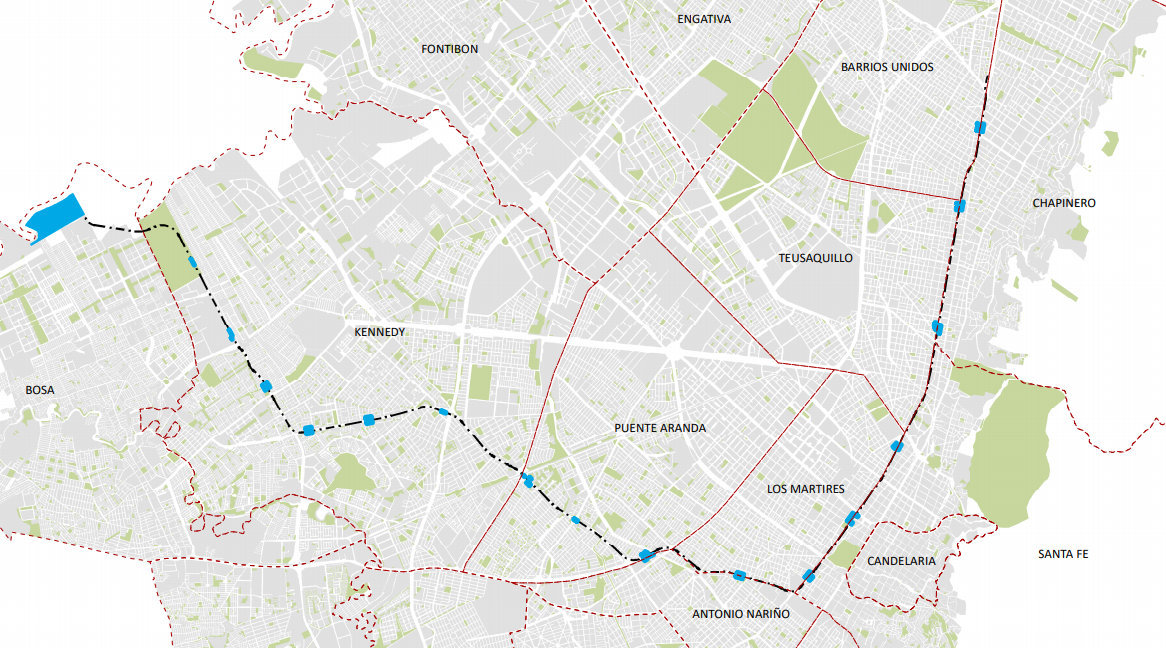 ENGATIVA
FONTIBON
BARRIOS UNIDOS
CHAPINERO
TEUSAQUILLO
KENNEDY
BOSA
PUENTE ARANDA
LOS MARTIRES
SANTA FE
CANDELARIA
ANTONIO NARIÑO